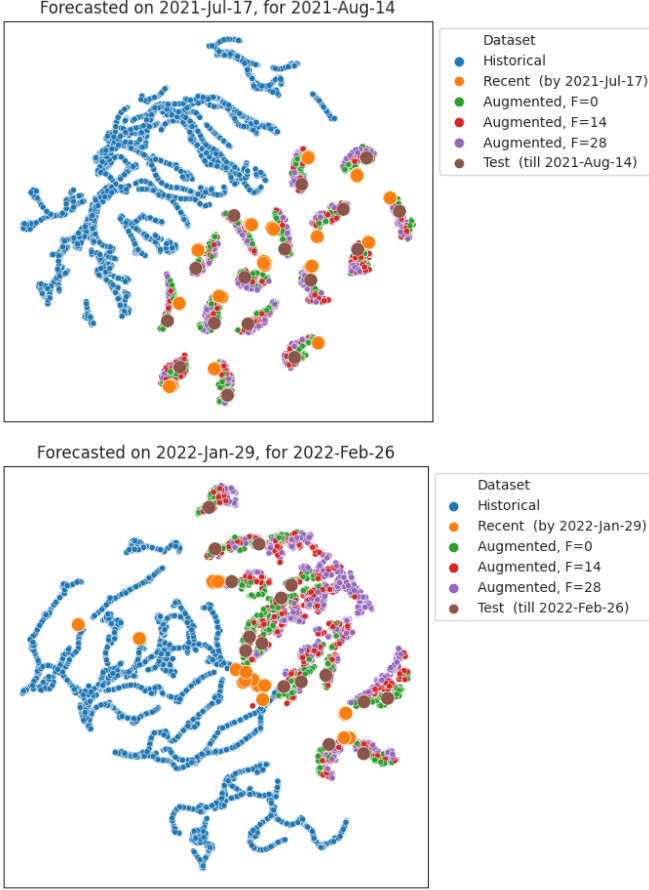 Forecasted on 2021-Jul-17, for 2021-Aug-14
Dataset
Historical
Recent (by 2021-Jul-17)
Augmented, F=0
Augmented, F=14
Augmented, F=28
Test (till 2021-Aug-14)
Forecasted on 2022-Jan-29, for 2022-Feb-26
Dataset
Historical
Recent (by 2022-Jan-29)
Augmented, F=0
Augmented, F=14
Augmented, F=28
Test (till 2022-Feb-26)